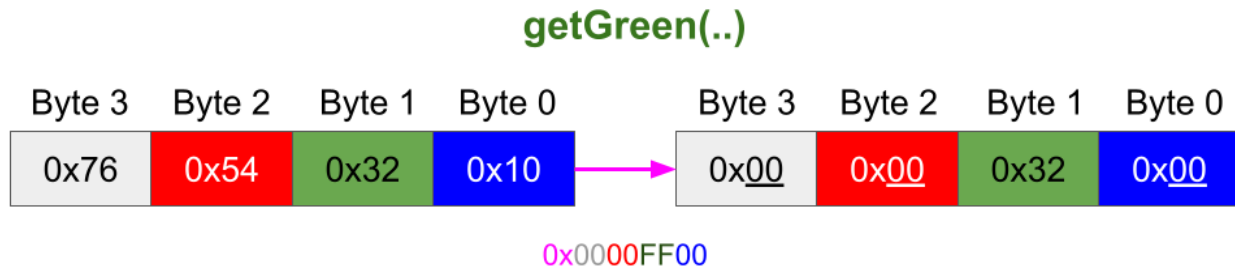 getGreen(..)
Byte 3 Byte 2 Byte 1 Byte 0 Byte 3 Byte 2 Byte 1 Byte 0
0x76 0x54 0x32 0x10 0x00 0x00 0x32 0x00
0x0000FF00